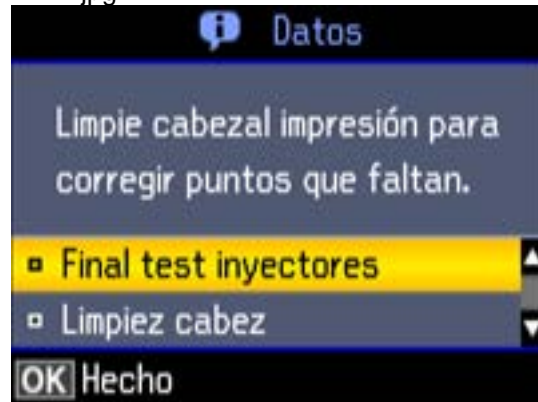 Datos
Limpie cabezal impresión para
corregir puntos que faltan.
Final test inyectores
Limpiez cabez
OK Hecho